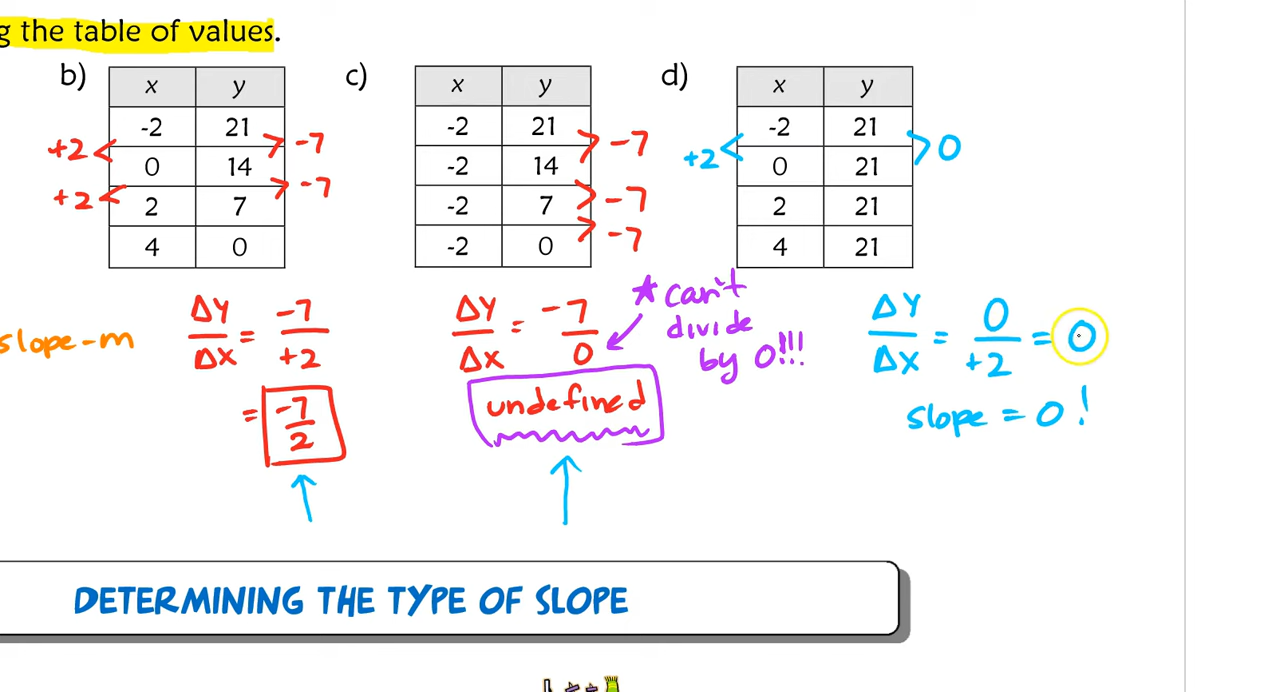 g the table of values.
b)
x y
-2 21
0 14
2 7
4 0
+2
+2
-7
-7
ΔY/ΔX = -7/+2
= -7/2
slope-m
c)
x y
-2 21
-2 14
-2 7
-2 0
-7
-7
-7
ΔY/ΔX = -7/0
undefined
★ can't
divide
by 0!!!
d)
x y
-2 21
0 21
2 21
4 21
+2
0
ΔY/ΔX = 0/+2 = 0
slope = 0!
DETERMINING THE TYPE OF SLOPE